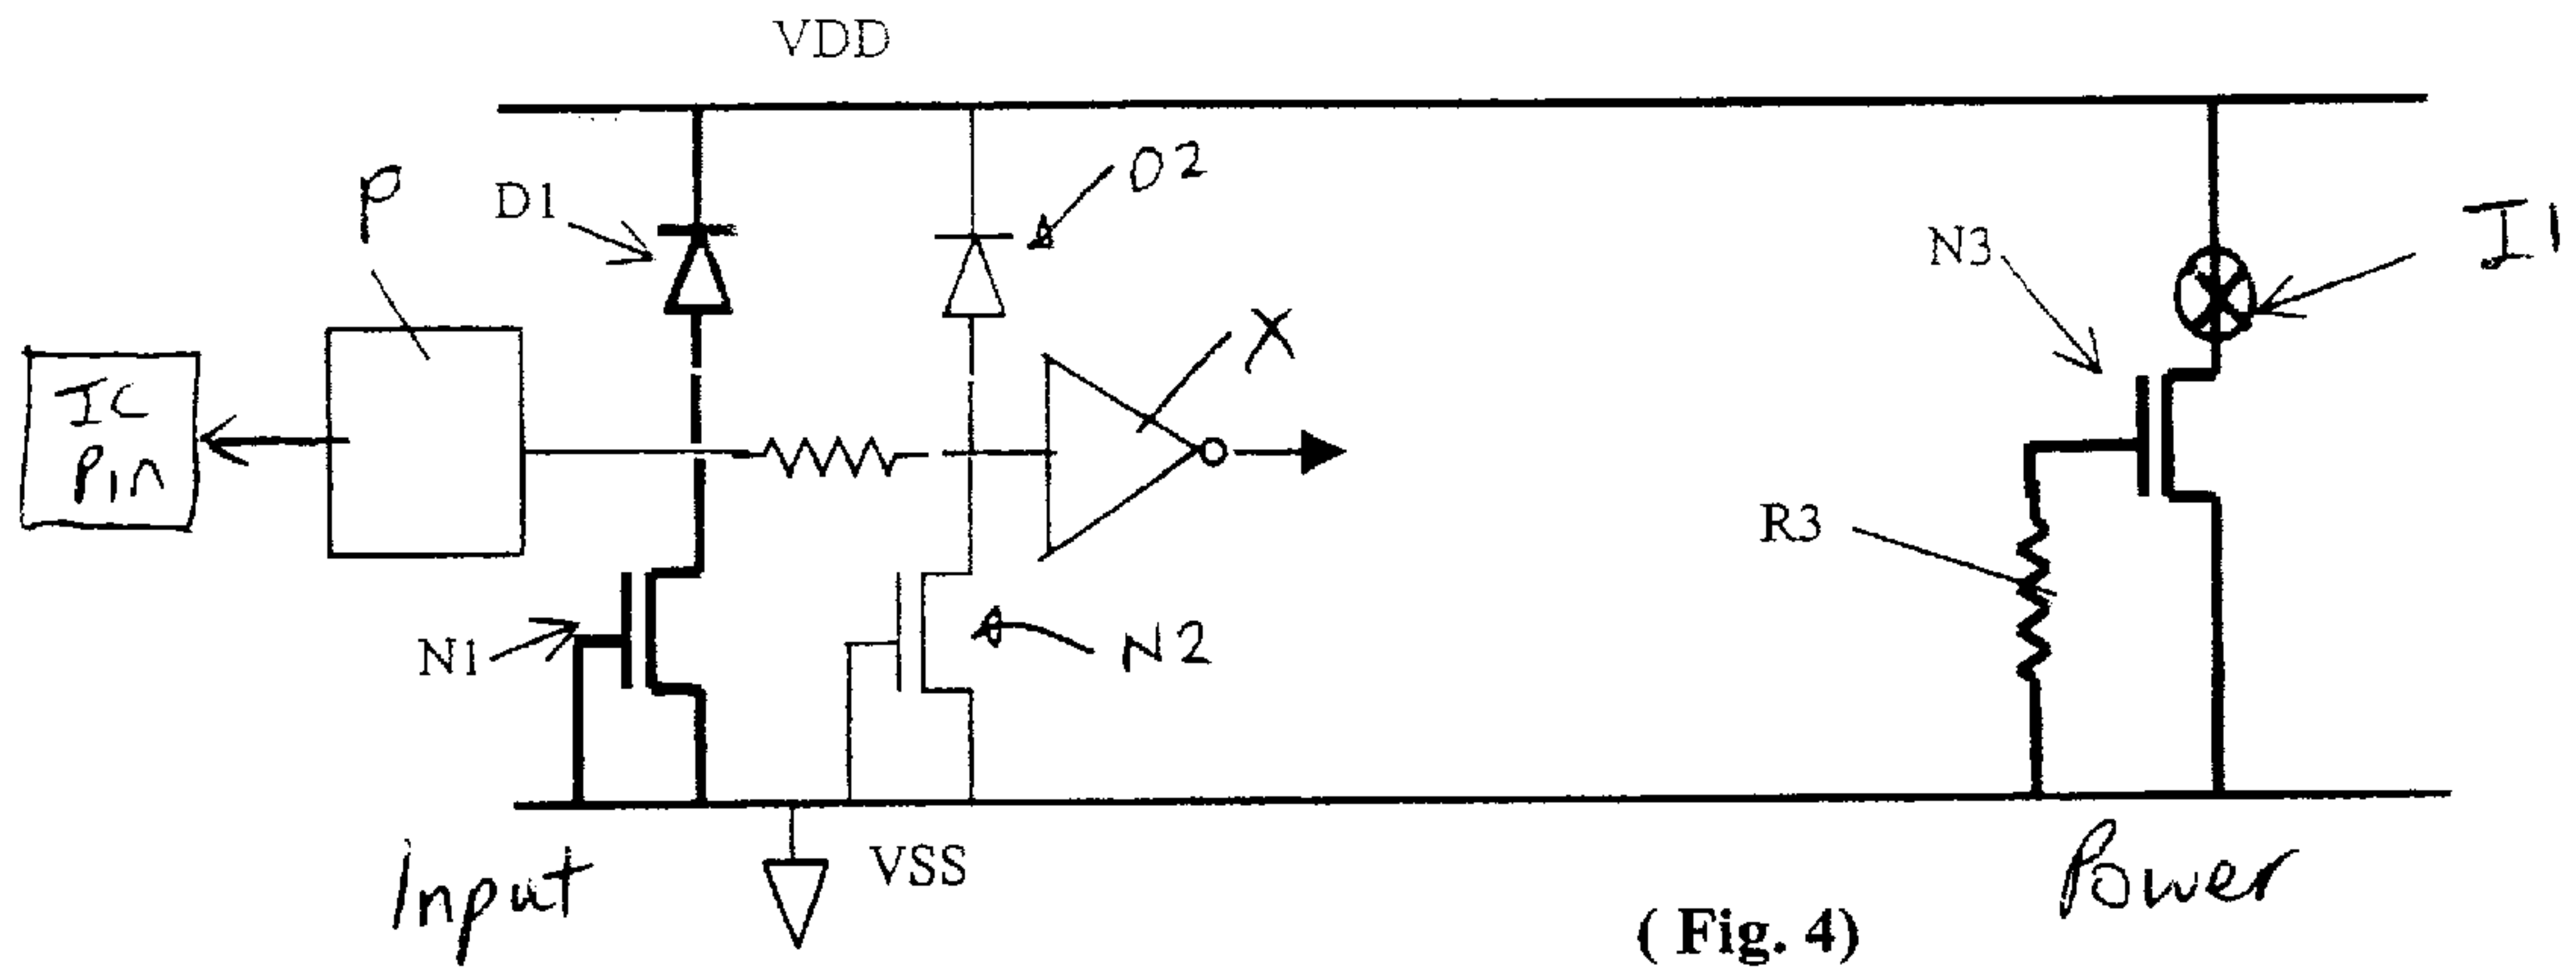 VDD
P
D1
D2
N3
I1
X
IC
Pin
R3
N1
N2
VSS
Input
Power
( Fig. 4)